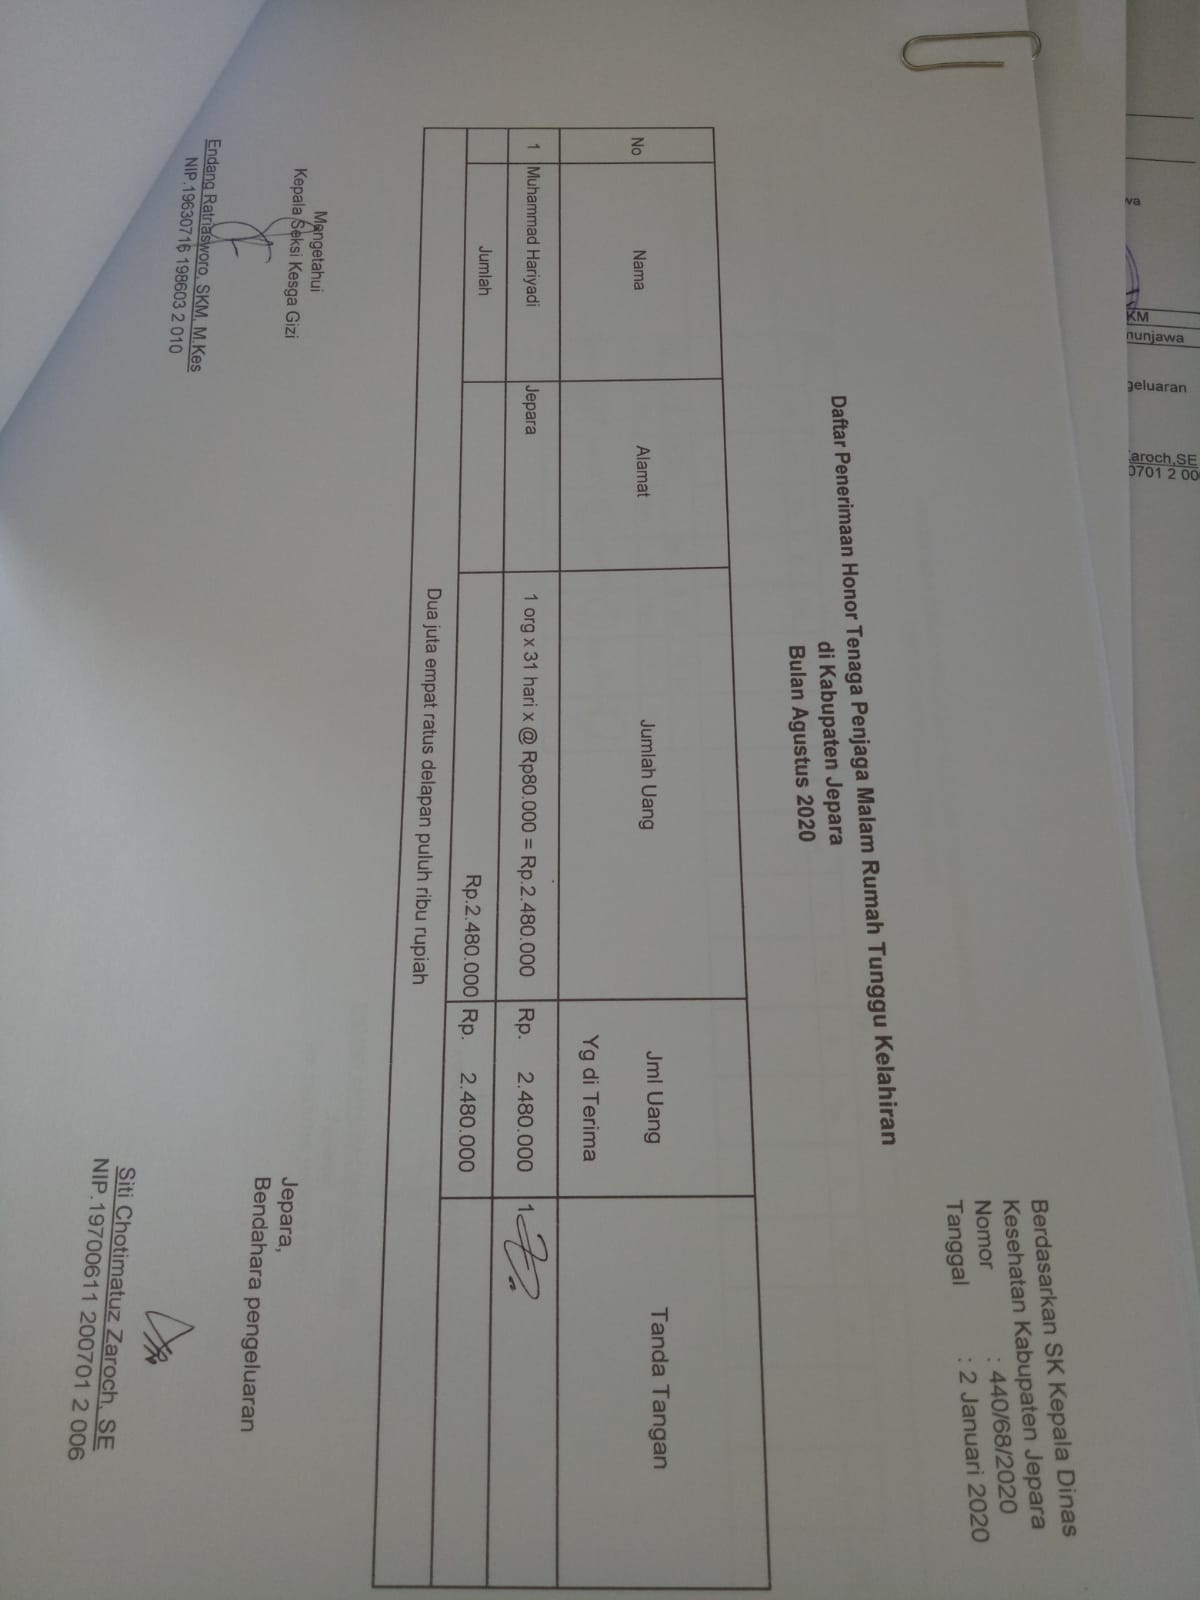 Berdasarkan SK Kepala Dinas
Kesehatan Kabupaten Jepara
Nomor : 440/68/2020
Tanggal : 2 Januari 2020
Daftar Penerimaan Honor Tenaga Penjaga Malam Rumah Tunggu Kelahiran
di Kabupaten Jepara
Bulan Agustus 2020
No Nama Alamat Jumlah Uang Jml Uang Tanda Tangan
Yg di Terima
1 Muhammad Hariyadi Jepara 1 org x 31 hari x @ Rp80.000 = Rp.2.480.000 Rp. 2.480.000 1
Jumlah Rp.2.480.000 Rp. 2.480.000
Dua juta empat ratus delapan puluh ribu rupiah
Mengetahui
Kepala Seksi Kesga Gizi
Endang Ratriasworo, SKM, M.Kes
NIP.19630716 198603 2 010
Jepara,
Bendahara pengeluaran
Siti Chotimatuz Zaroch, SE
NIP.19700611 200701 2 006
wa
KM
nunjawa
geluaran
aroch,SE
0701 2 00